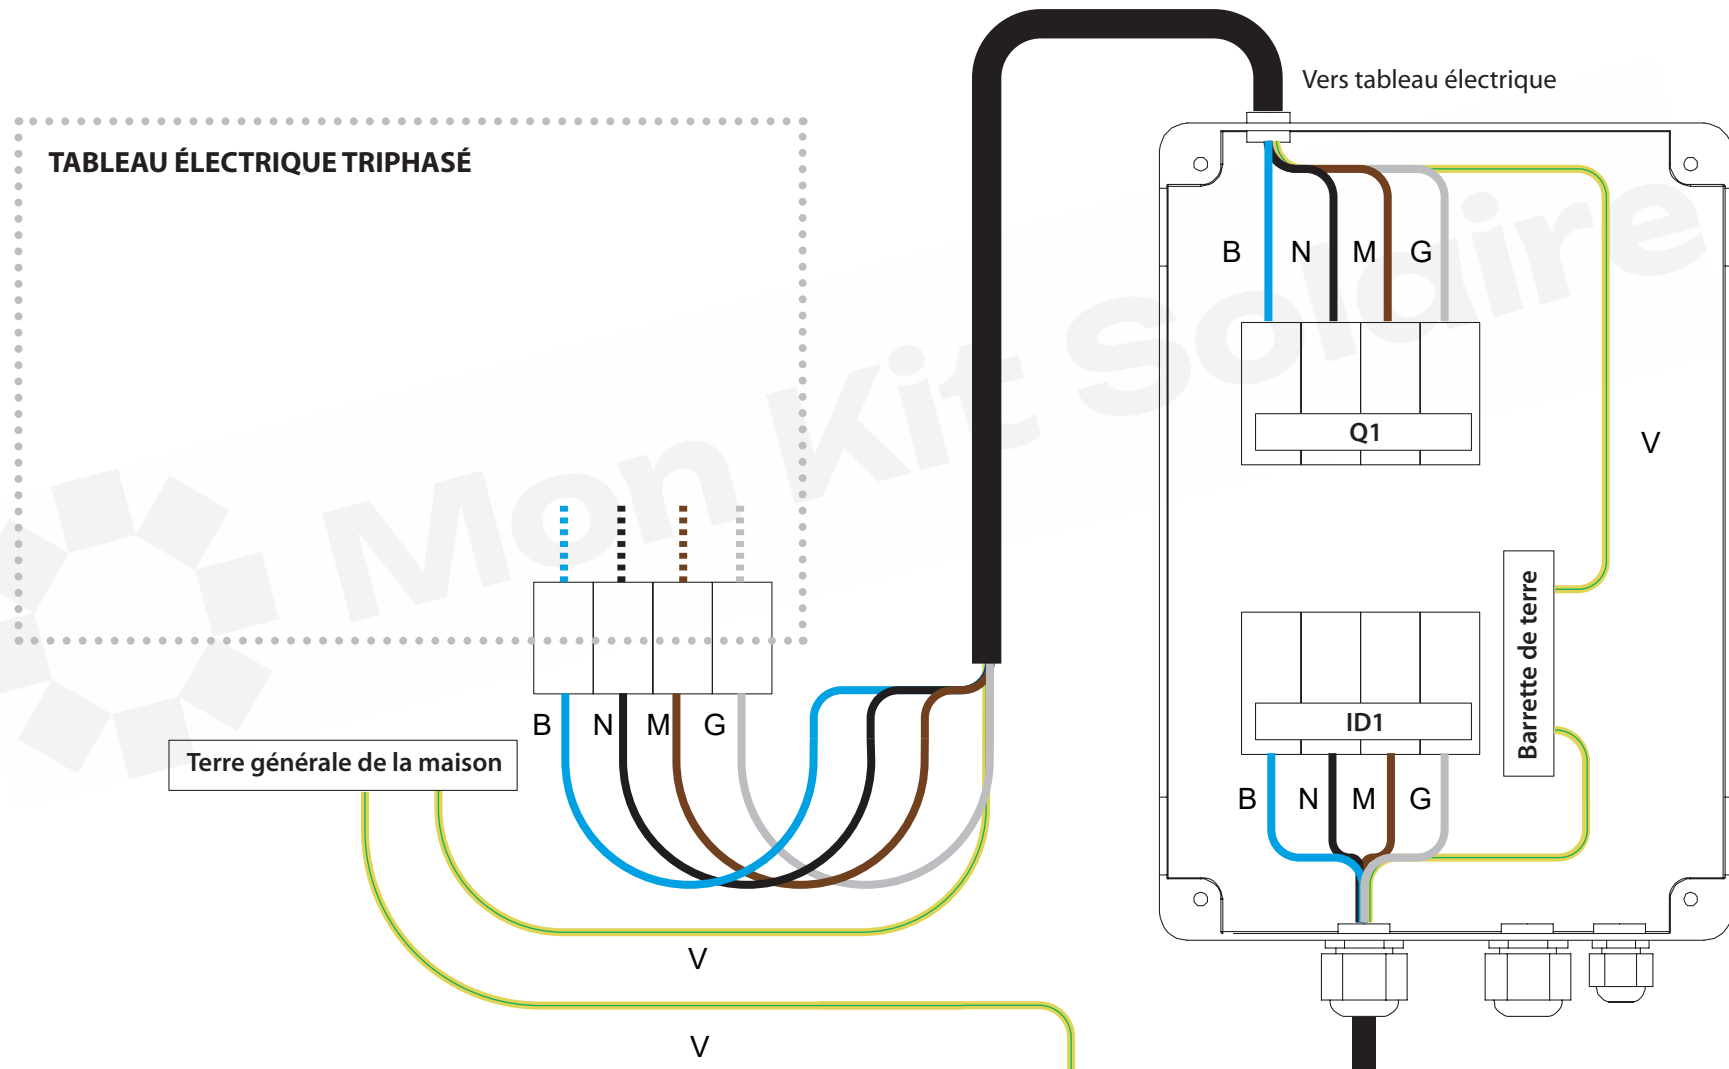 Vers tableau électrique
TABLEAU ÉLECTRIQUE TRIPHASÉ
B N M G
Q1
V
Mon Kit Solaire
Barrette de terre
ID1
B N M G
B N M G
Terre générale de la maison
V
V